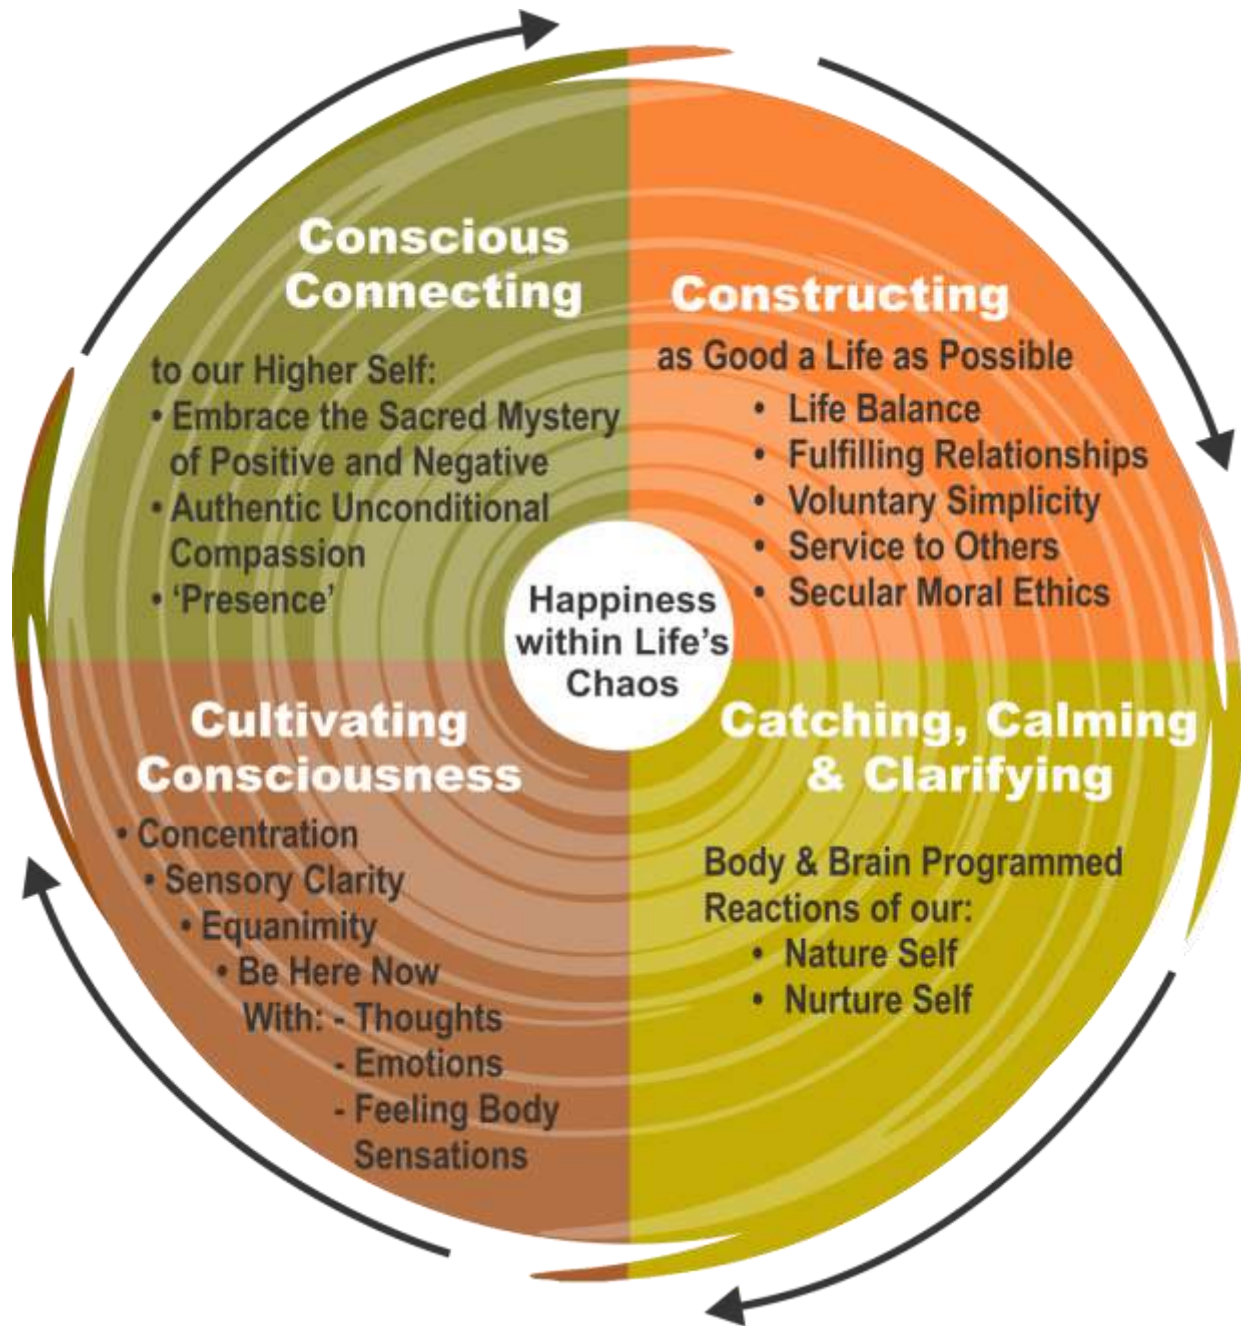 Conscious
Connecting
to our Higher Self:
• Embrace the Sacred Mystery
of Positive and Negative
• Authentic Unconditional
Compassion
• ‘Presence’
Constructing
as Good a Life as Possible
• Life Balance
• Fulfilling Relationships
• Voluntary Simplicity
• Service to Others
• Secular Moral Ethics
Happiness
within Life’s
Chaos
Cultivating
Consciousness
• Concentration
• Sensory Clarity
• Equanimity
• Be Here Now
With: - Thoughts
- Emotions
- Feeling Body
Sensations
Catching, Calming
& Clarifying
Body & Brain Programmed
Reactions of our:
• Nature Self
• Nurture Self